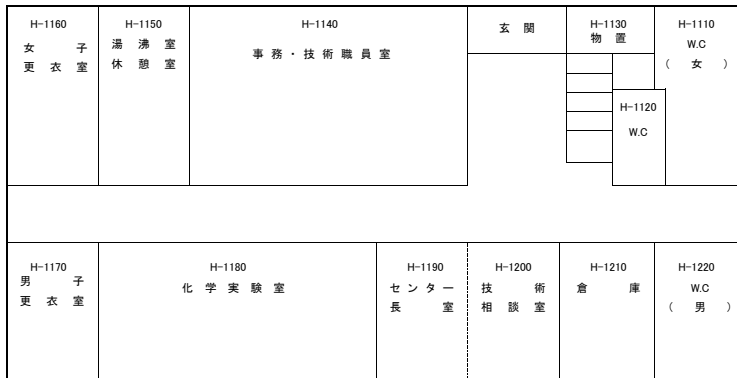 H-1160
女子
更衣室
H-1150
湯沸室
休憩室
H-1140
事務・技術職員室
玄関
H-1130
物置
H-1110
W.C
(女)
H-1120
W.C
H-1170
男子
更衣室
H-1180
化学実験室
H-1190
センター
長室
H-1200
技術
相談室
H-1210
倉庫
H-1220
W.C
(男)